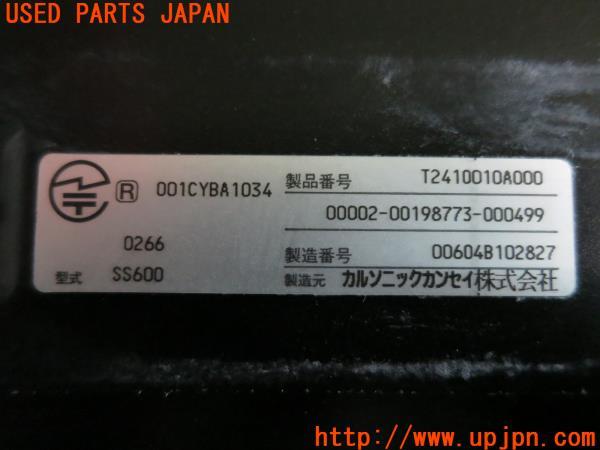 USED PARTS JAPAN
R 001CYBA1034
製品番号 T2410010A000
00002-00198773-000499
0266
製造番号 00604B102827
型式 SS600
製造元 カルソニックカンセイ株式会社
UPJ
http://www.upjpn.com/